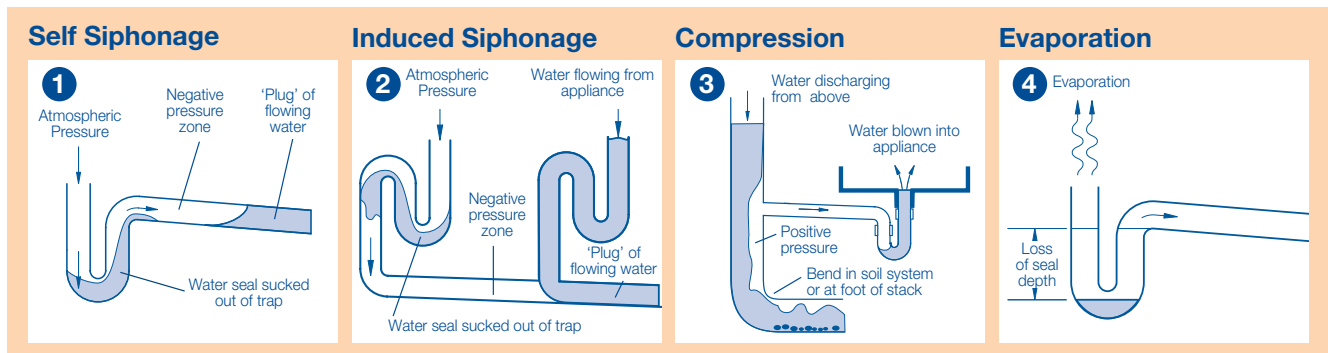 Self Siphonage
1
Atmospheric
Pressure
Negative
pressure
zone
‘Plug’ of
flowing
water
Water seal sucked
out of trap
Induced Siphonage
2
Atmospheric
Pressure
Water flowing from
appliance
Negative
pressure
zone
‘Plug’ of
flowing water
Water seal sucked out of trap
Compression
3
Water discharging
from above
Water blown into
appliance
Positive
pressure
Bend in soil system
or at foot of stack
Evaporation
4
Evaporation
Loss
of seal
depth